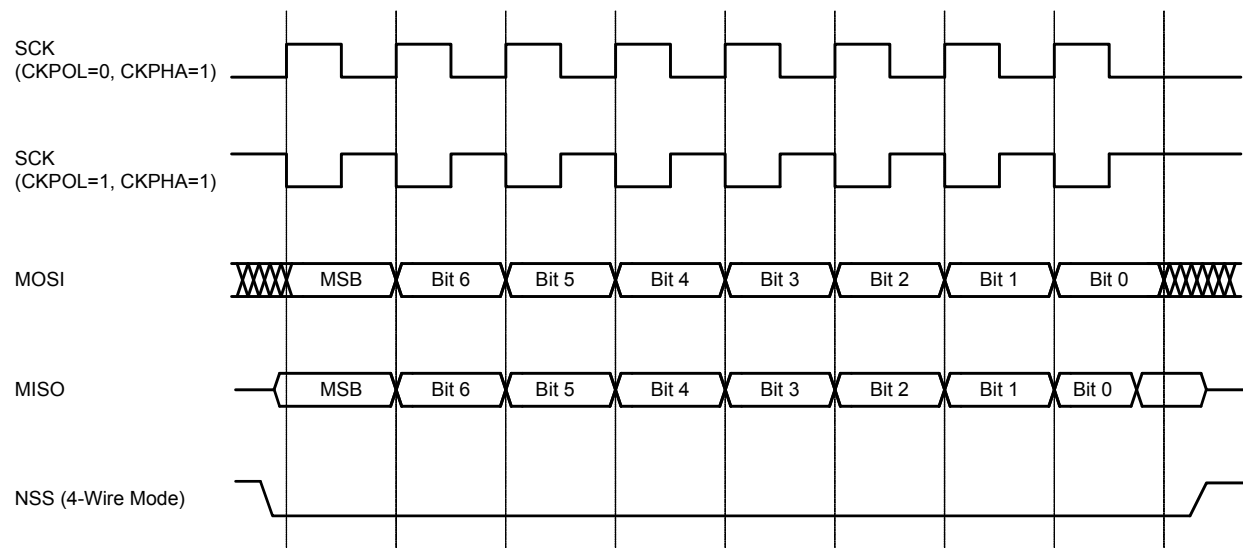 SCK
(CKPOL=0, CKPHA=1)
SCK
(CKPOL=1, CKPHA=1)
MOSI MSB Bit 6 Bit 5 Bit 4 Bit 3 Bit 2 Bit 1 Bit 0
MISO MSB Bit 6 Bit 5 Bit 4 Bit 3 Bit 2 Bit 1 Bit 0
NSS (4-Wire Mode)